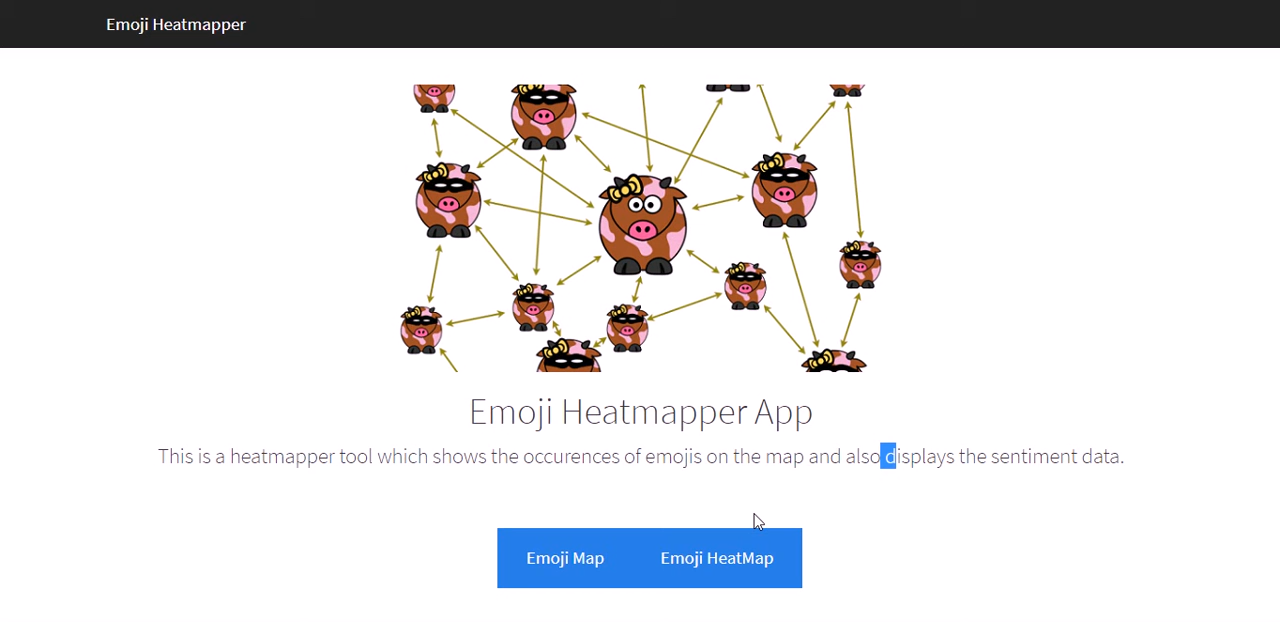 Emoji Heatmapper
Emoji Heatmapper App
This is a heatmapper tool which shows the occurences of emojis on the map and also displays the sentiment data.
Emoji Map
Emoji HeatMap